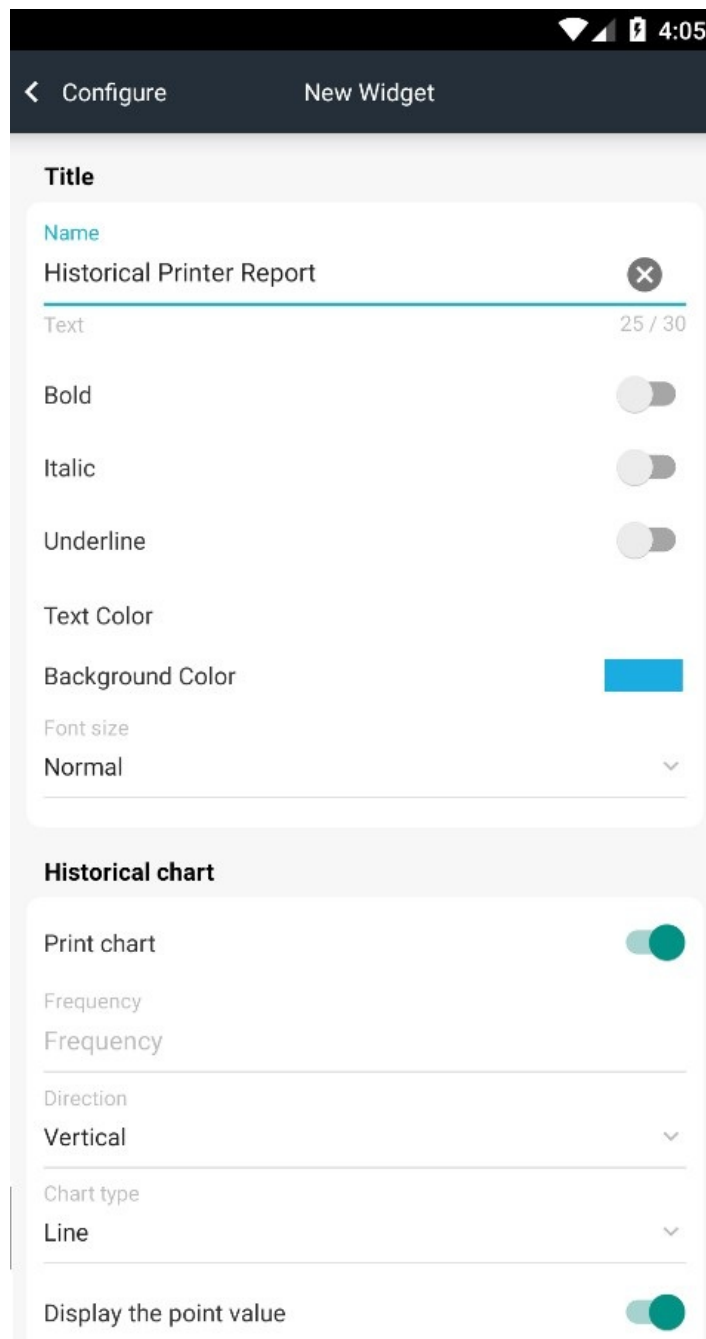 4:05
Configure New Widget
Title
Name
Historical Printer Report
Text 25 / 30
Bold
Italic
Underline
Text Color
Background Color
Font size
Normal
Historical chart
Print chart
Frequency
Frequency
Direction
Vertical
Chart type
Line
Display the point value